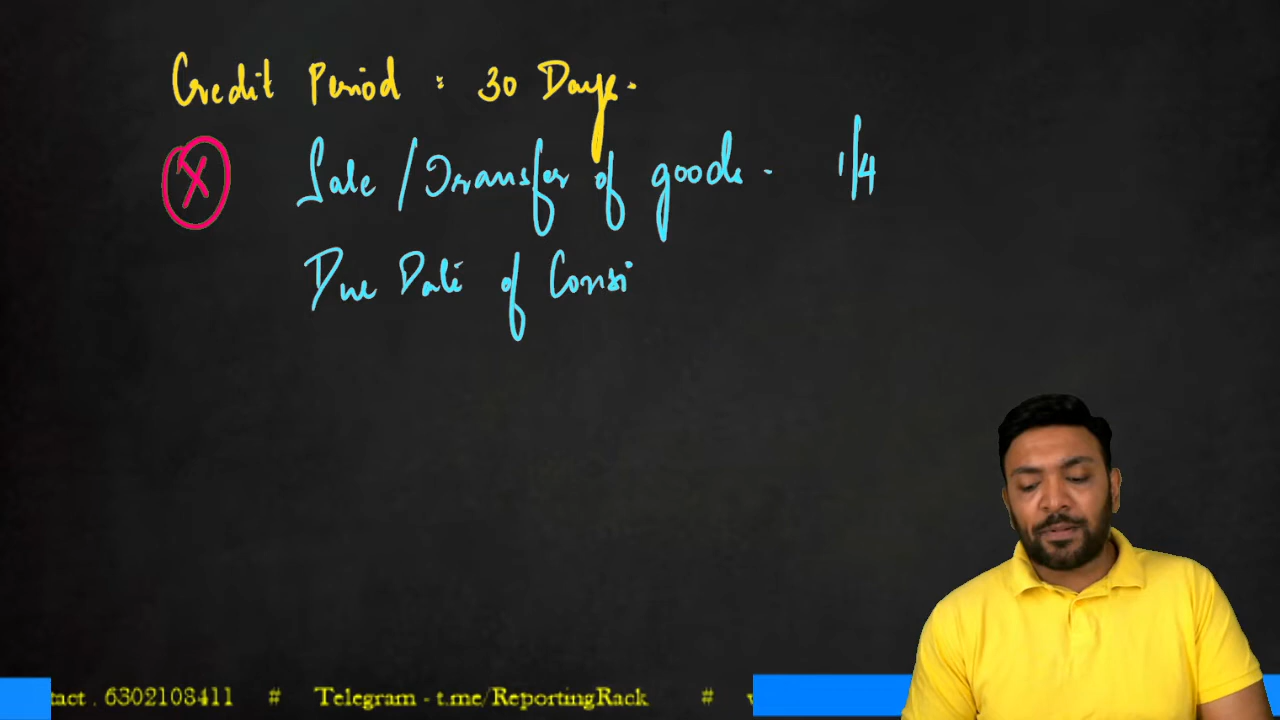 Credit Period : 30 Days.
X Sale / Transfer of goods. 1/4
Due Date of Consi
tact . 6302108411 # Telegram - t.me/ReportingRack #